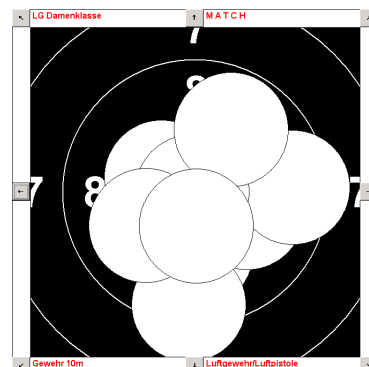 LG Damenklasse
M A T C H
7
8
7
8
7
Gewehr 10m
Luftgewehr/Luftpistole